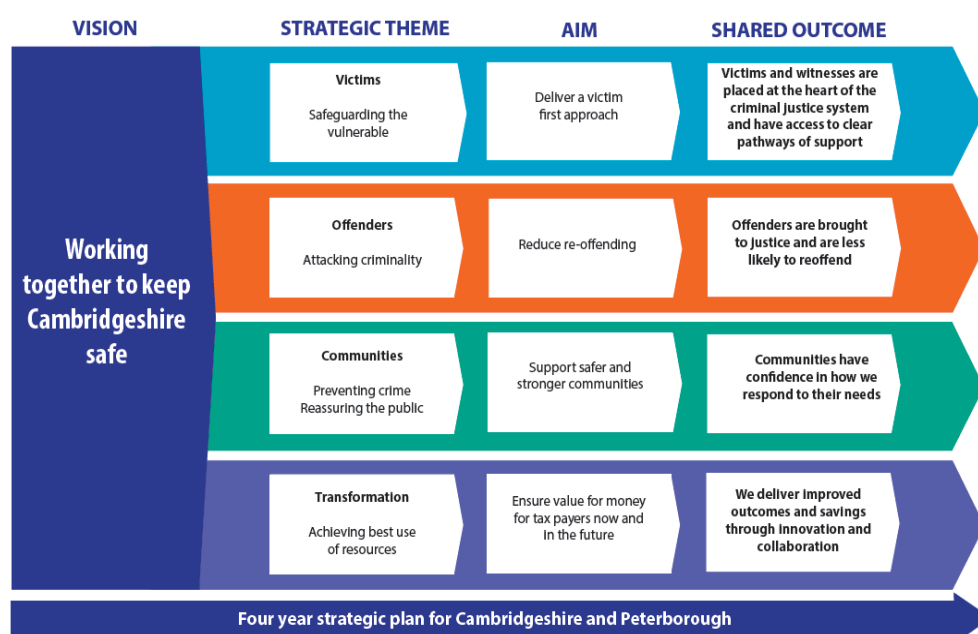 VISION
STRATEGIC THEME
AIM
SHARED OUTCOME
Working
together to keep
Cambridgeshire
safe
Victims
Safeguarding the
vulnerable
Deliver a victim
first approach
Victims and witnesses are
placed at the heart of the
criminal justice system
and have access to clear
pathways of support
Offenders
Attacking criminality
Reduce re-offending
Offenders are brought
to justice and are less
likely to reoffend
Communities
Preventing crime
Reassuring the public
Support safer and
stronger communities
Communities have
confidence in how we
respond to their needs
Transformation
Achieving best use
of resources
Ensure value for money
for tax payers now and
in the future
We deliver improved
outcomes and savings
through innovation and
collaboration
Four year strategic plan for Cambridgeshire and Peterborough